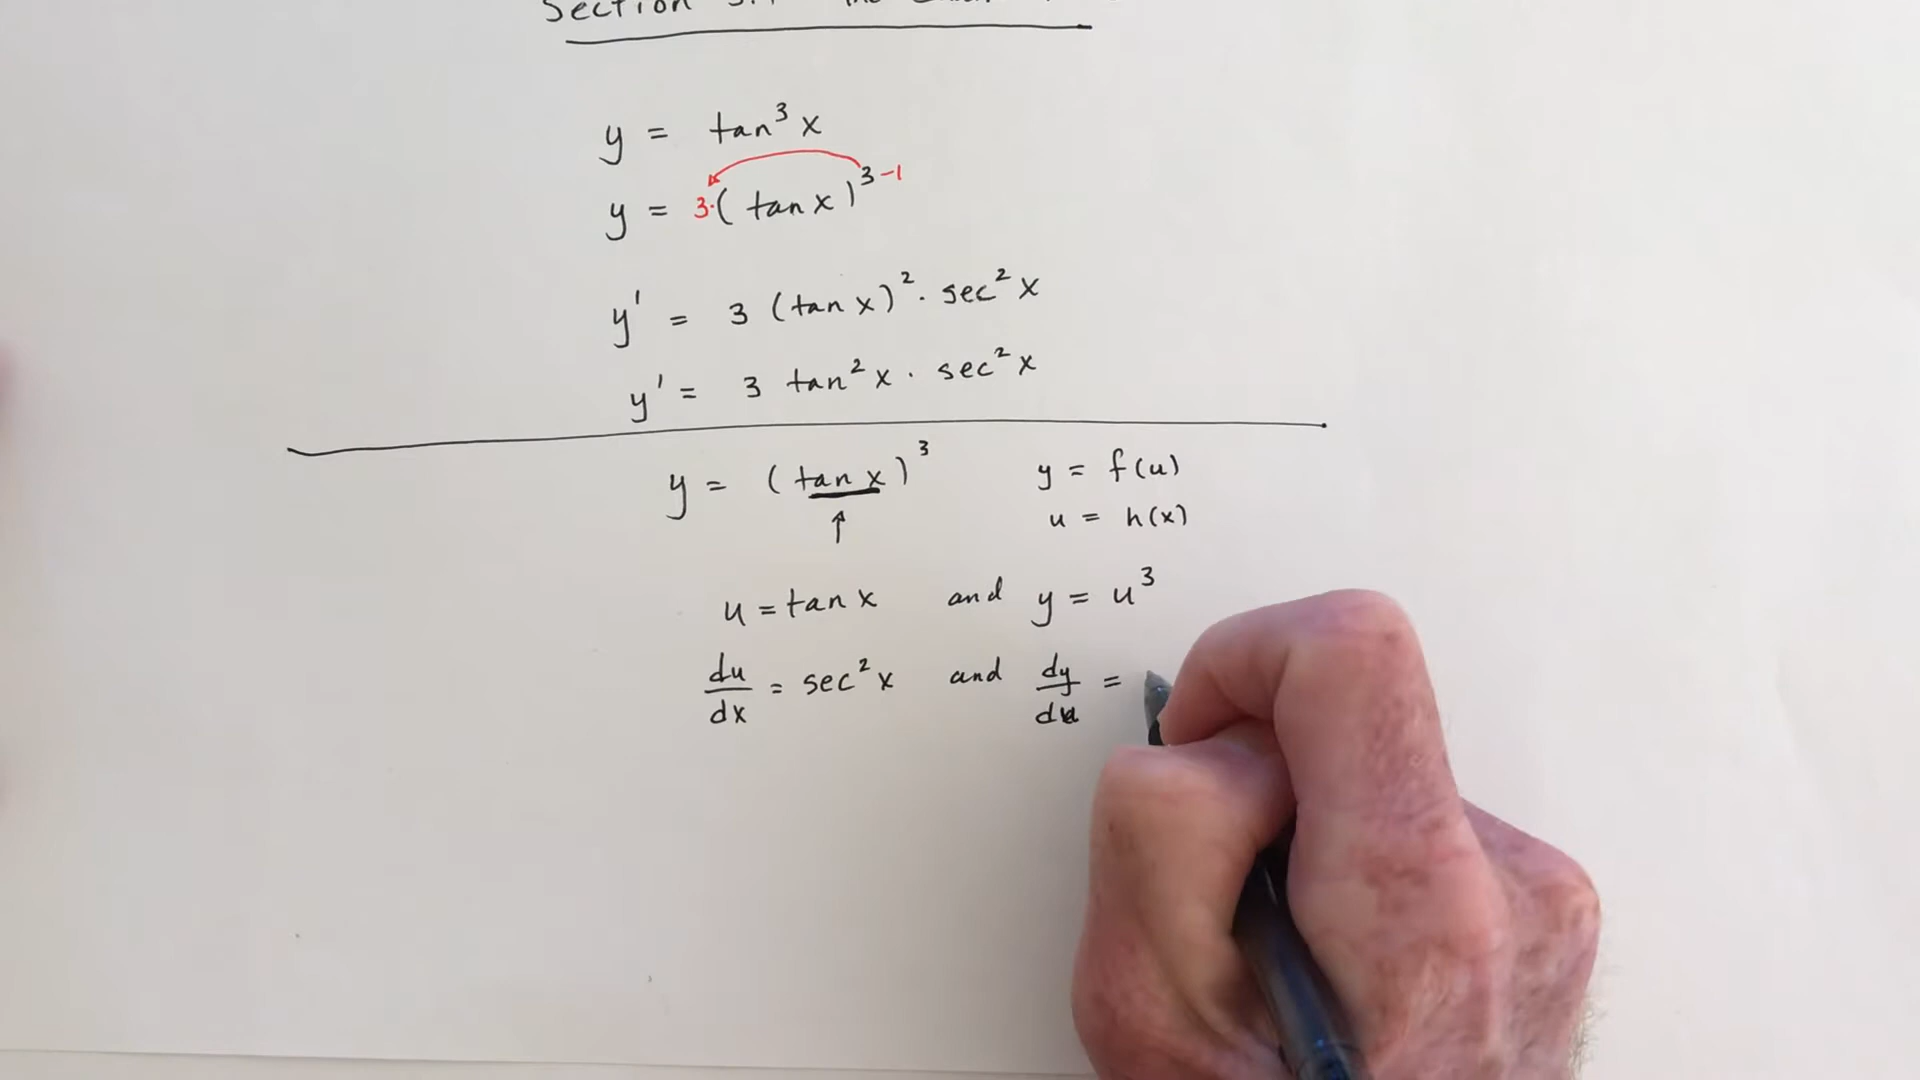 Section
y = tan³ x
y = 3·(tan x)³⁻¹
y' = 3 (tan x)² · sec² x
y' = 3 tan² x · sec² x
y = (tan x)³ y = f(u)
↑ u = h(x)
u = tan x and y = u³
du/dx = sec² x and dy/du =